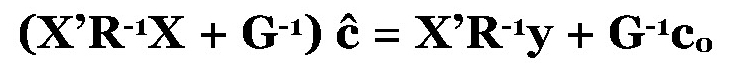 (X’R⁻¹X + G⁻¹) ĉ = X’R⁻¹y + G⁻¹cₒ